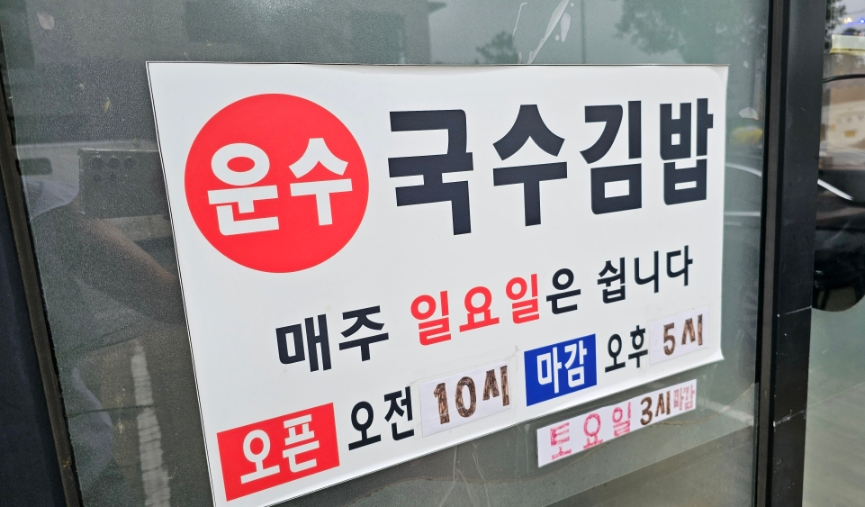 운수 국수김밥
매주 일요일은 쉽니다
오픈 오전 10시 마감 오후 5시
토요일 3시 마감